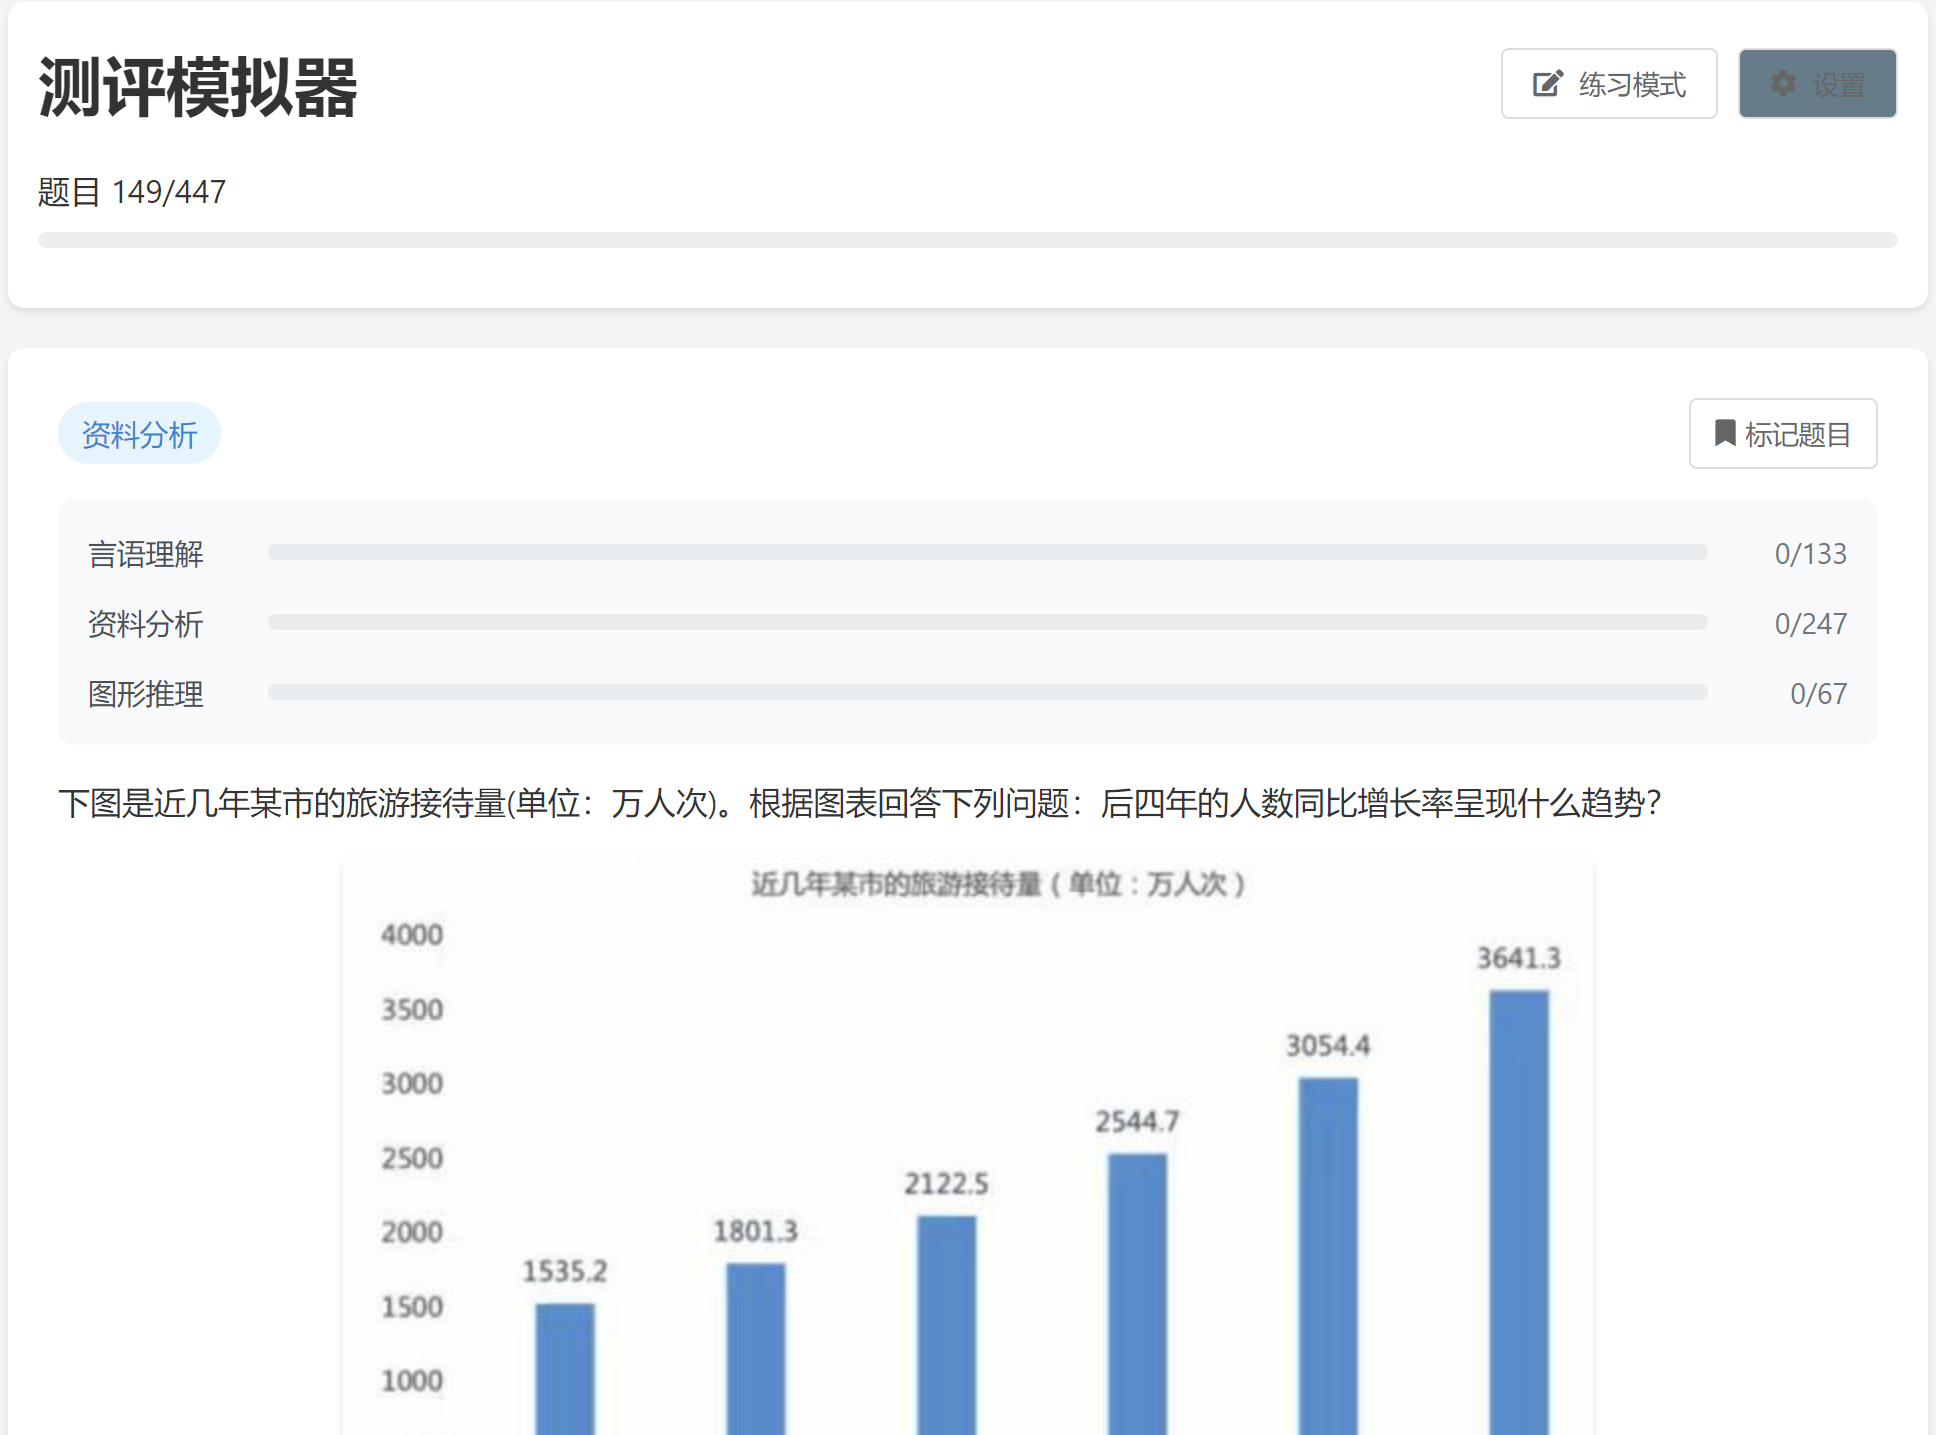 测评模拟器
练习模式
设置
题目 149/447
资料分析
标记题目
言语理解 0/133
资料分析 0/247
图形推理 0/67
下图是近几年某市的旅游接待量(单位：万人次)。根据图表回答下列问题：后四年的人数同比增长率呈现什么趋势？
近几年某市的旅游接待量（单位：万人次）
4000
3641.3
3500
3054.4
3000
2544.7
2500
2122.5
2000
1801.3
1535.2
1500
1000